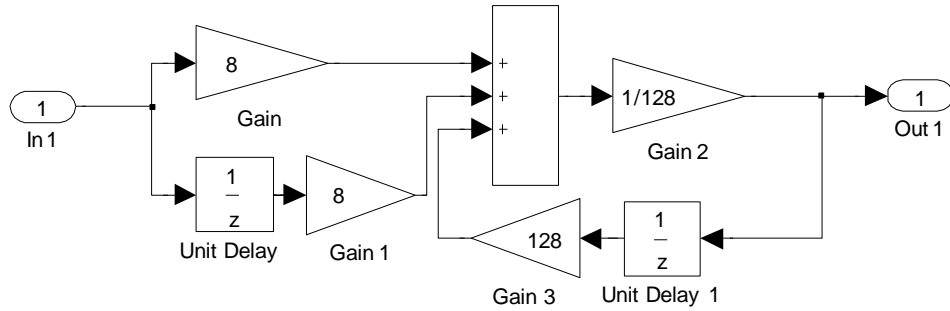 8
Gain
1
In 1
1
z
Unit Delay
8
Gain 1
+
+
+
1/128
Gain 2
1
Out 1
128
Gain 3
1
z
Unit Delay 1